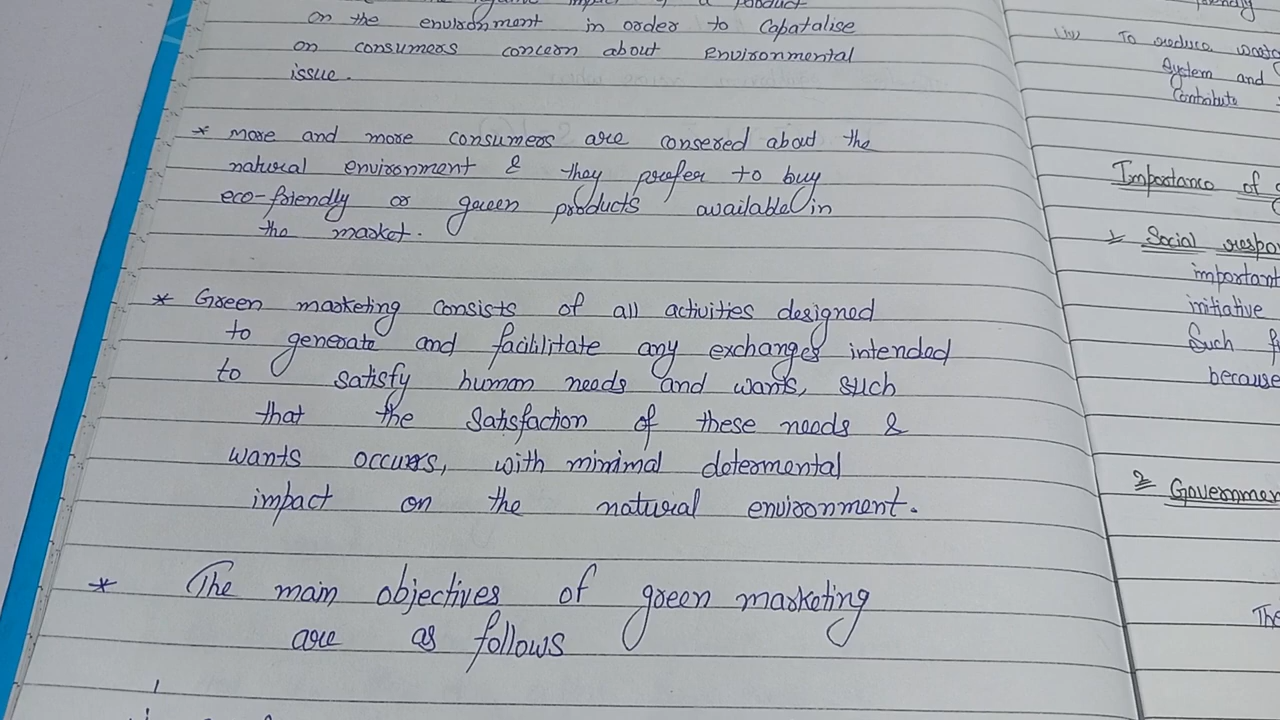 product
on the environment in order to Capatalise
on consumers concern about Environmental
issue.
* more and more consumers are consered about the
natural environment & they prefer to buy
eco-friendly or green products available in
the market.
* Green marketing consists of all activities designed
to generate and facilitate any exchanges intended
to satisfy human needs and wants, such
that the satisfaction of these needs &
wants occurs, with minimal determental
impact on the natural environment.
* The main objectives of green marketing
are as follows
(iv) To reduce
System and
Contribute
Importance of
1 Social respo
important
initiative
Such f
because
2 Governmen
The